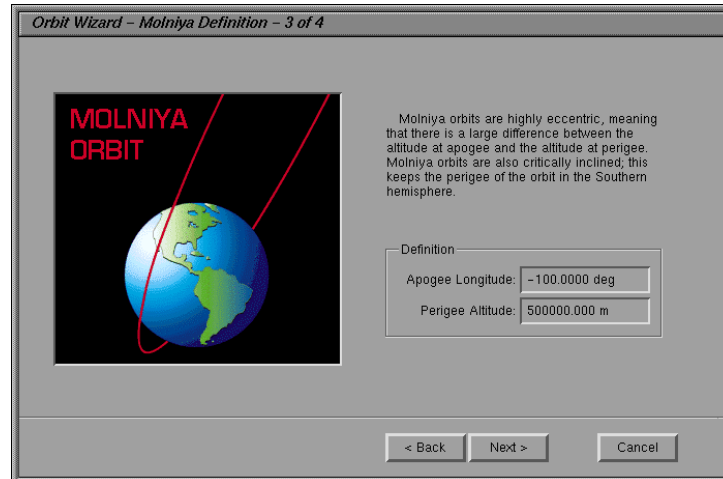 Orbit Wizard – Molniya Definition – 3 of 4
MOLNIYA
ORBIT
Molniya orbits are highly eccentric, meaning
that there is a large difference between the
altitude at apogee and the altitude at perigee.
Molniya orbits are also critically inclined; this
keeps the perigee of the orbit in the Southern
hemisphere.
Definition
Apogee Longitude: -100.0000 deg
Perigee Altitude: 500000.000 m
< Back Next > Cancel